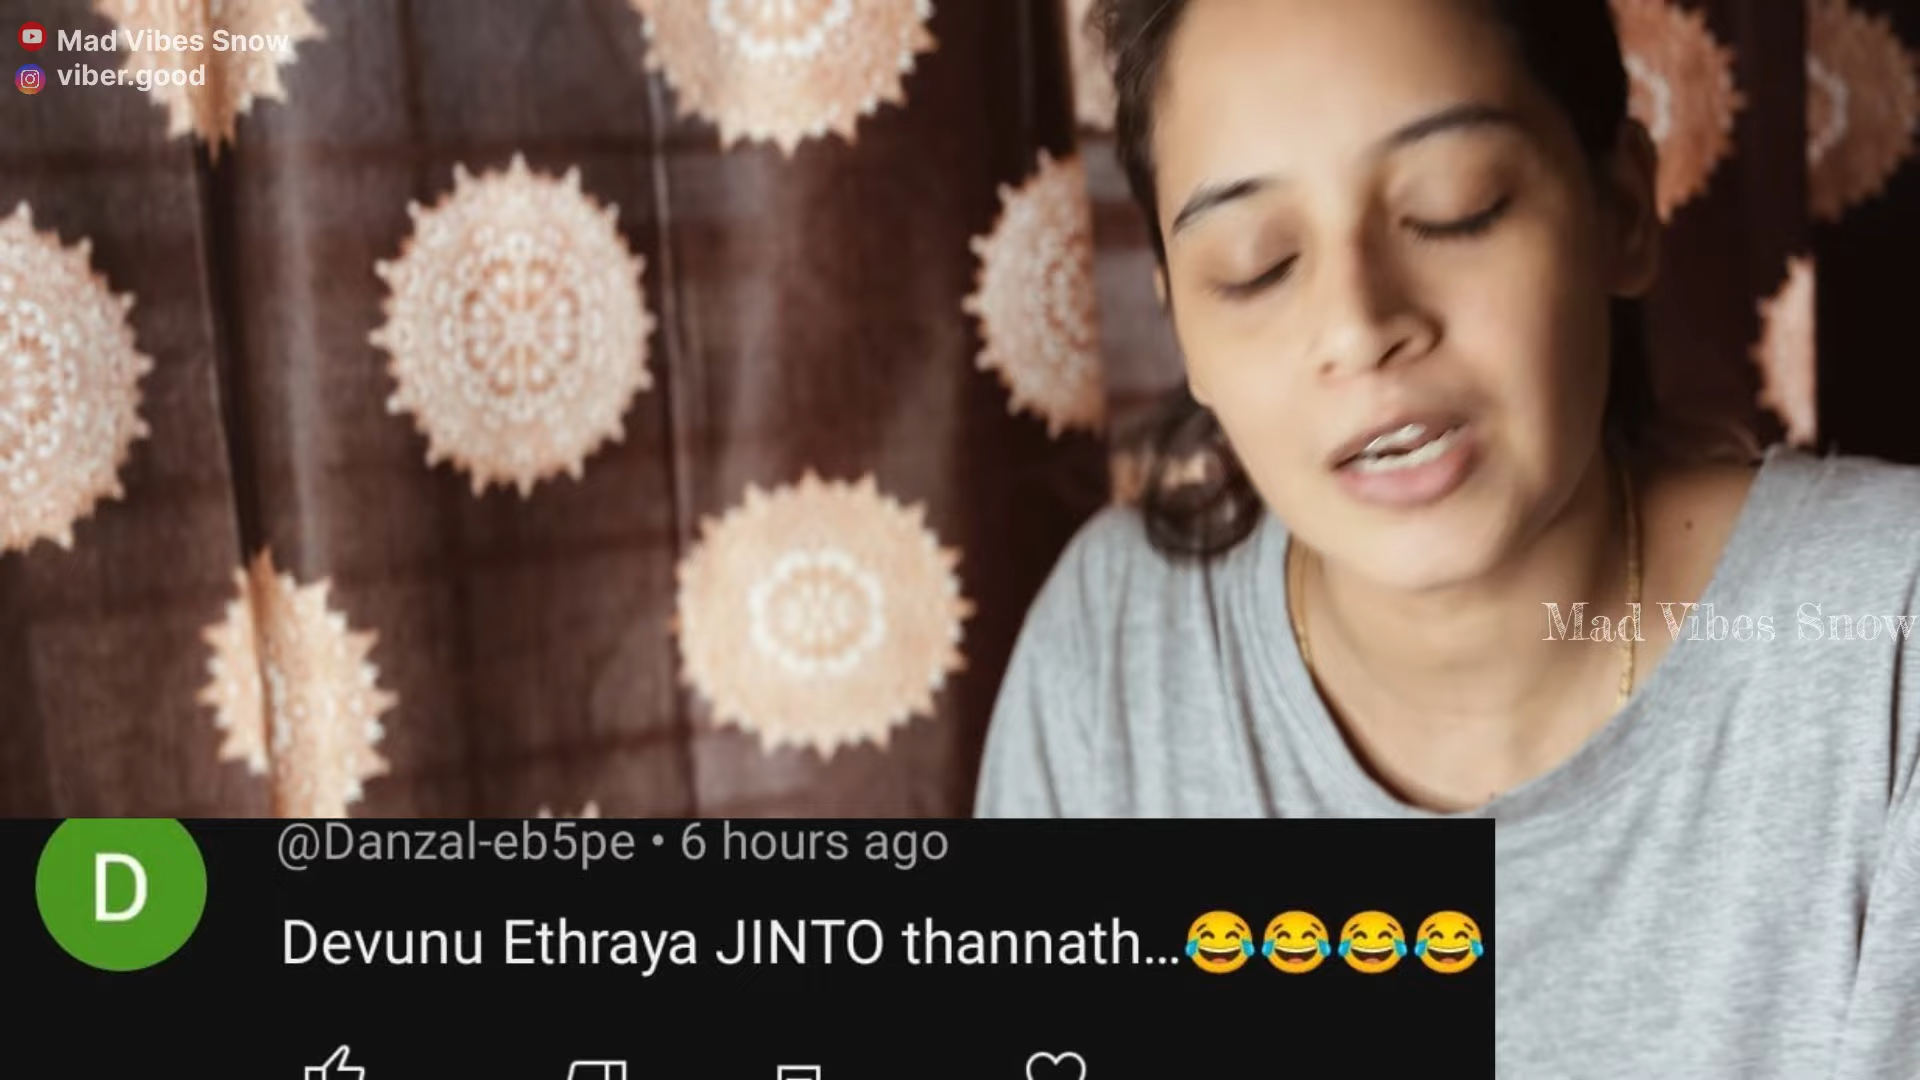 Mad Vibes Snow
viber.good
Mad Vibes Snow
D
@Danzal-eb5pe • 6 hours ago
Devunu Ethraya JINTO thannath...😂😂😂😂